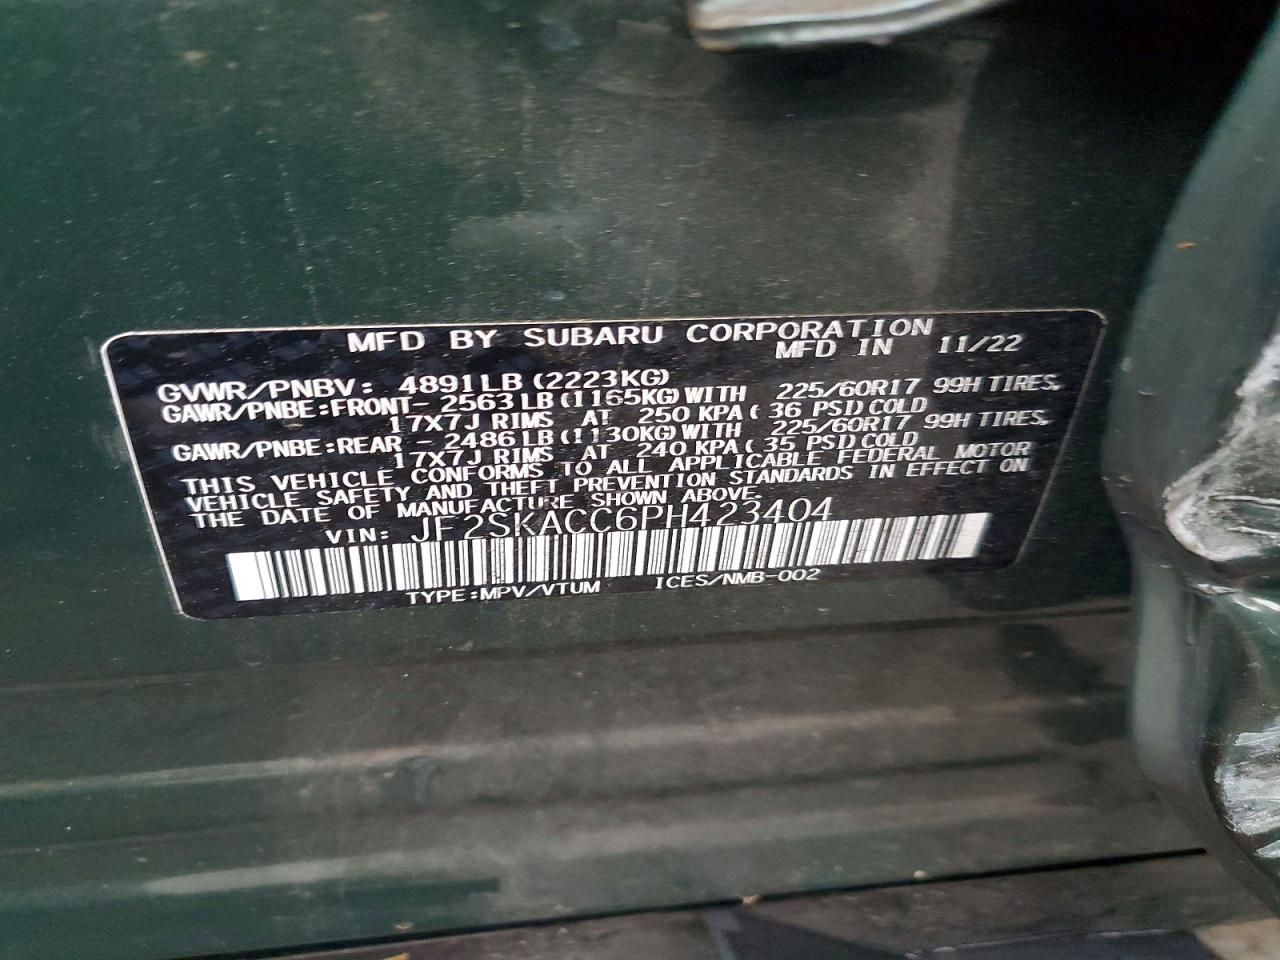 MFD BY SUBARU CORPORATION
MFD IN 11/22
GVWR/PNBV: 4891LB (2223KG)
GAWR/PNBE:FRONT- 2563LB(1165KG)WITH 225/60R17 99H TIRES,
17X7J RIMS AT 250 KPA( 36 PSI)COLD
GAWR/PNBE:REAR - 2486LB(1130KG)WITH 225/60R17 99H TIRES,
17X7J RIMS AT 240 KPA( 35 PSI)COLD
THIS VEHICLE CONFORMS TO ALL APPLICABLE FEDERAL MOTOR
VEHICLE SAFETY AND THEFT PREVENTION STANDARDS IN EFFECT ON
THE DATE OF MANUFACTURE SHOWN ABOVE.
VIN: JF2SKACC6PH423404
TYPE:MPV/VTUM ICES/NMB-002